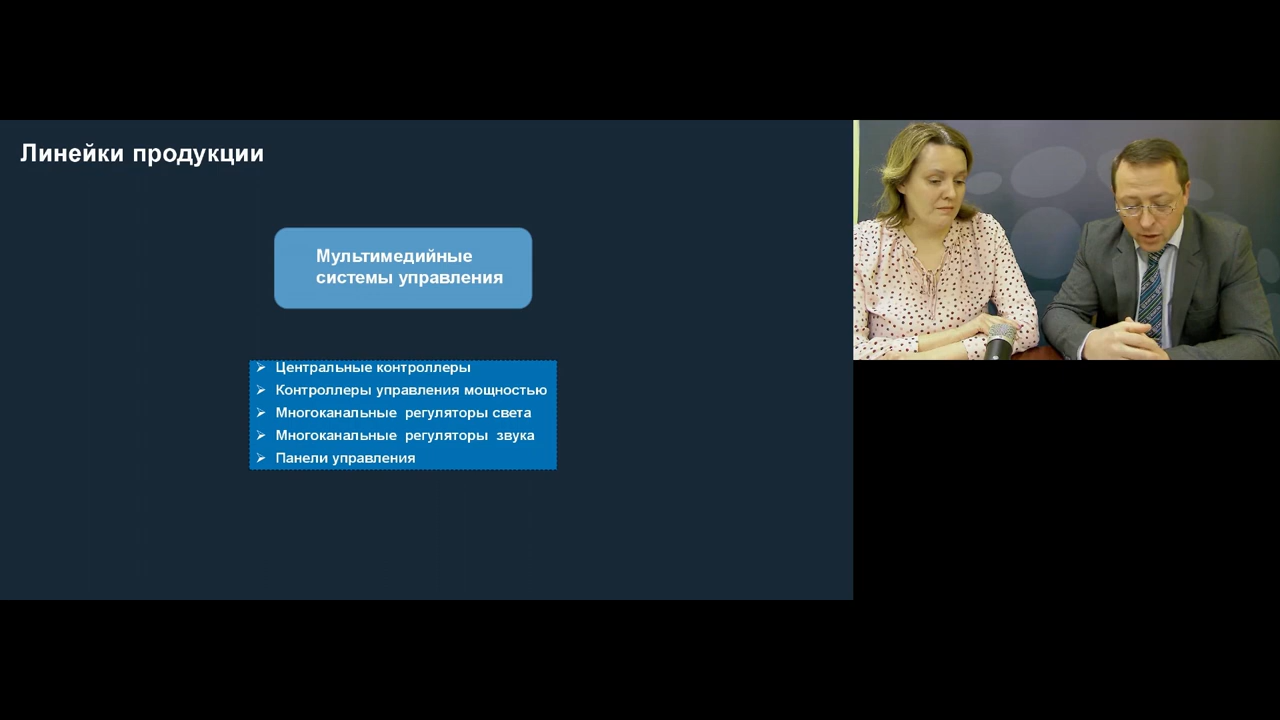 Линейки продукции
Мультимедийные
системы управления
Центральные контроллеры
Контроллеры управления мощностью
Многоканальные регуляторы света
Многоканальные регуляторы звука
Панели управления